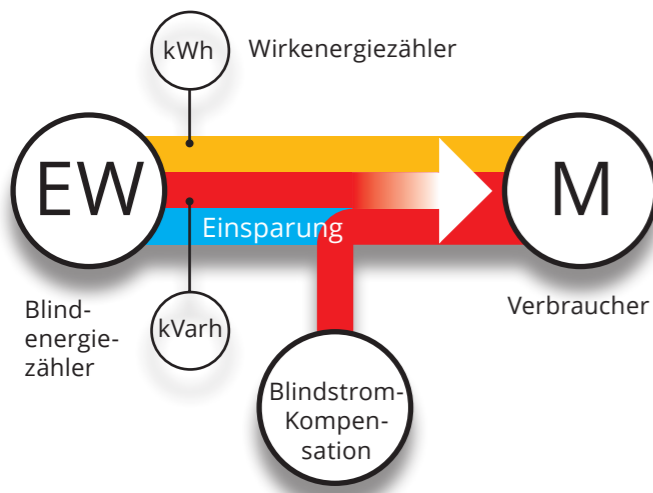 kWh
Wirkenergiezähler
EW
M
Einsparung
Blind-
energie-
zähler
kVarh
Verbraucher
Blindstrom-
Kompen-
sation